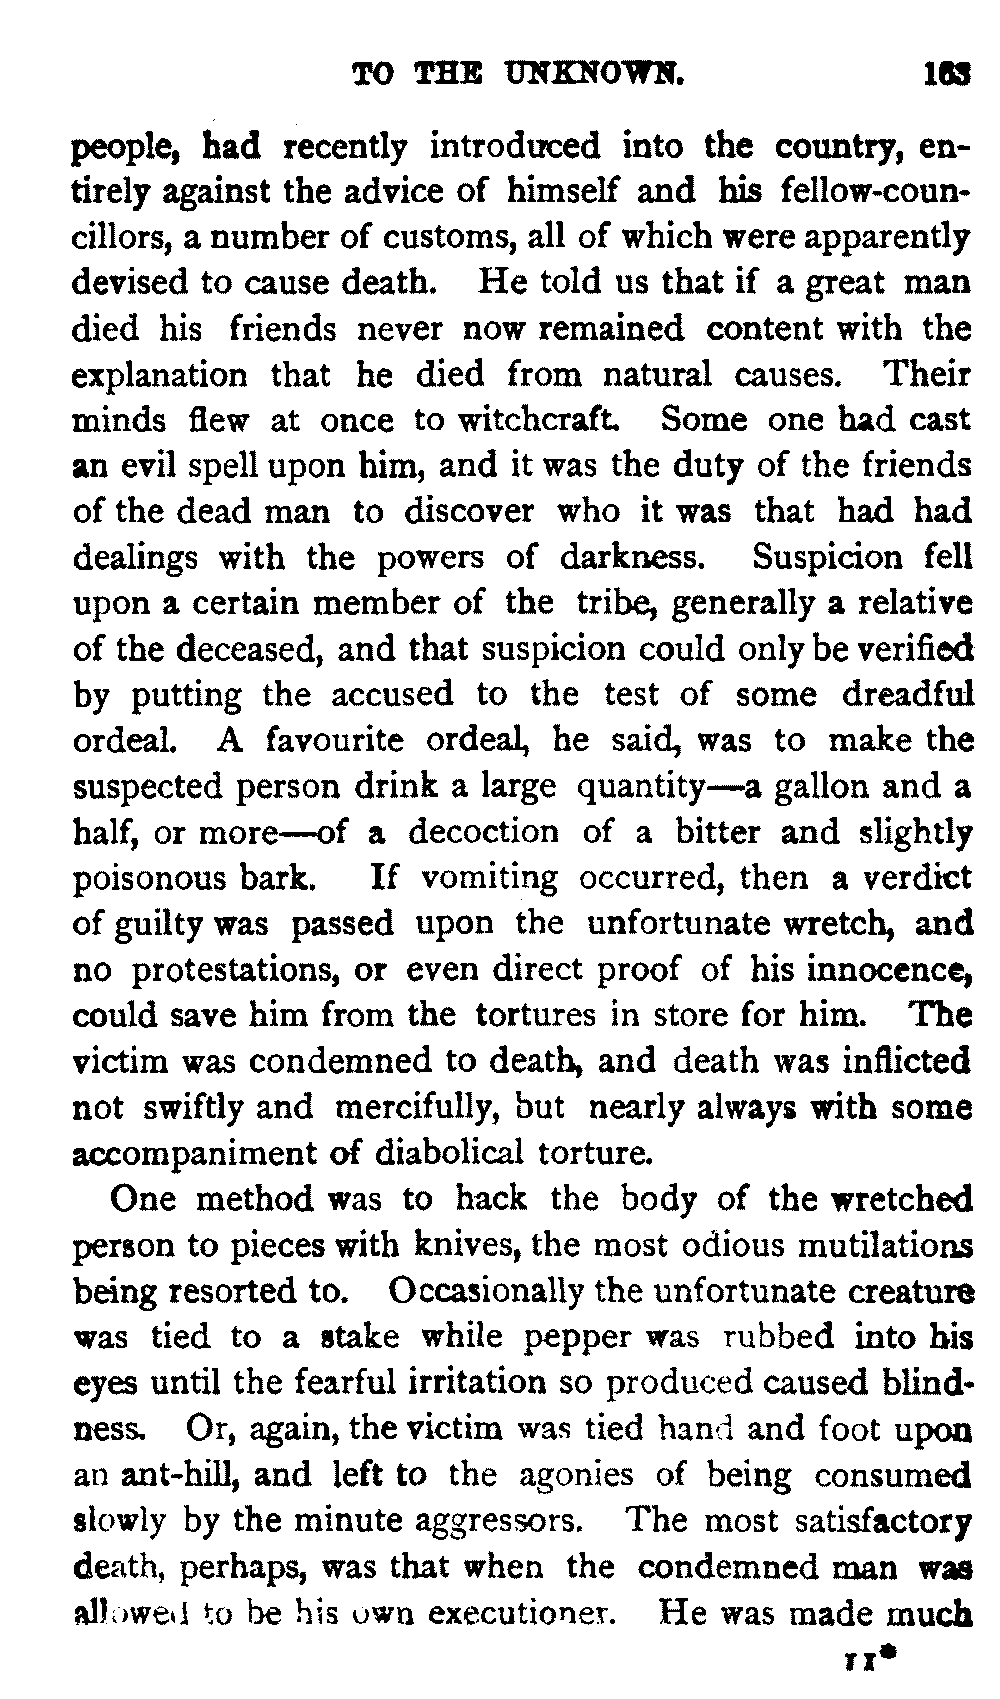 TO THE UNKNOWN. 163
people, had recently introduced into the country, en-
tirely against the advice of himself and his fellow-coun-
cillors, a number of customs, all of which were apparently
devised to cause death. He told us that if a great man
died his friends never now remained content with the
explanation that he died from natural causes. Their
minds flew at once to witchcraft. Some one had cast
an evil spell upon him, and it was the duty of the friends
of the dead man to discover who it was that had had
dealings with the powers of darkness. Suspicion fell
upon a certain member of the tribe, generally a relative
of the deceased, and that suspicion could only be verified
by putting the accused to the test of some dreadful
ordeal. A favourite ordeal, he said, was to make the
suspected person drink a large quantity—a gallon and a
half, or more—of a decoction of a bitter and slightly
poisonous bark. If vomiting occurred, then a verdict
of guilty was passed upon the unfortunate wretch, and
no protestations, or even direct proof of his innocence,
could save him from the tortures in store for him. The
victim was condemned to death, and death was inflicted
not swiftly and mercifully, but nearly always with some
accompaniment of diabolical torture.
One method was to hack the body of the wretched
person to pieces with knives, the most odious mutilations
being resorted to. Occasionally the unfortunate creature
was tied to a stake while pepper was rubbed into his
eyes until the fearful irritation so produced caused blind-
ness. Or, again, the victim was tied hand and foot upon
an ant-hill, and left to the agonies of being consumed
slowly by the minute aggressors. The most satisfactory
death, perhaps, was that when the condemned man was
allowed to be his own executioner. He was made much
11*